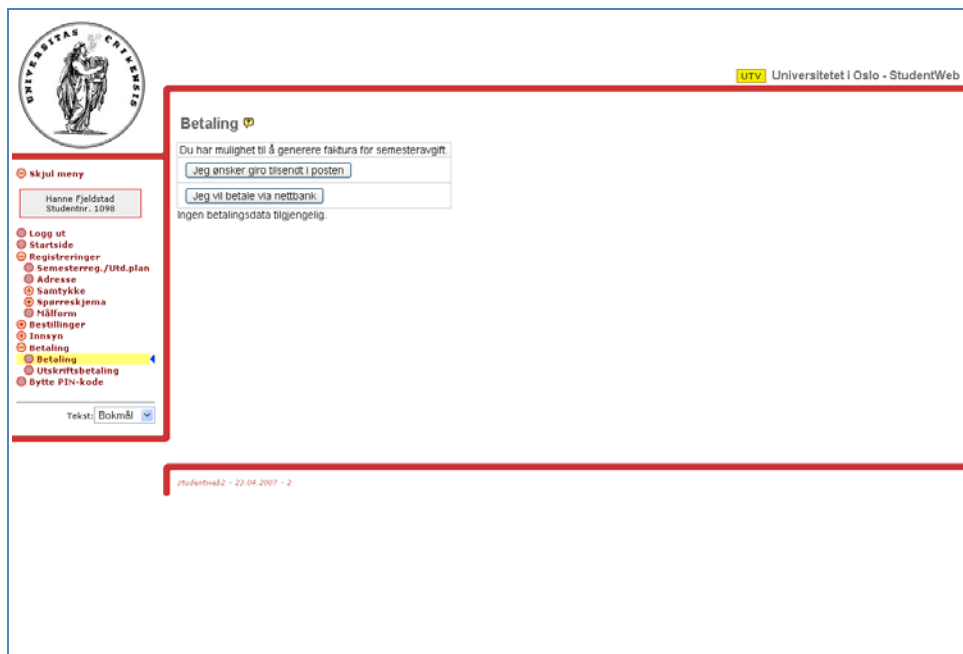 UNIVERSITAS CRIKENSIS
UTV Universitetet i Oslo - StudentWeb
Betaling ?
Du har mulighet til å generere faktura for semesteravgift.
Jeg ønsker giro tilsendt i posten
Jeg vil betale via nettbank
Ingen betalingsdata tilgjengelig.
Skjul meny
Hanne Fjeldstad
Studentnr. 1098
Logg ut
Startside
Registreringer
Semesterreg./Utd.plan
Adresse
Samtykke
Spørreskjema
Målform
Bestillinger
Innsyn
Betaling
Betaling
Utskriftsbetaling
Bytte PIN-kode
Tekst: Bokmål
studentweb2 - 23.04.2007 - 2